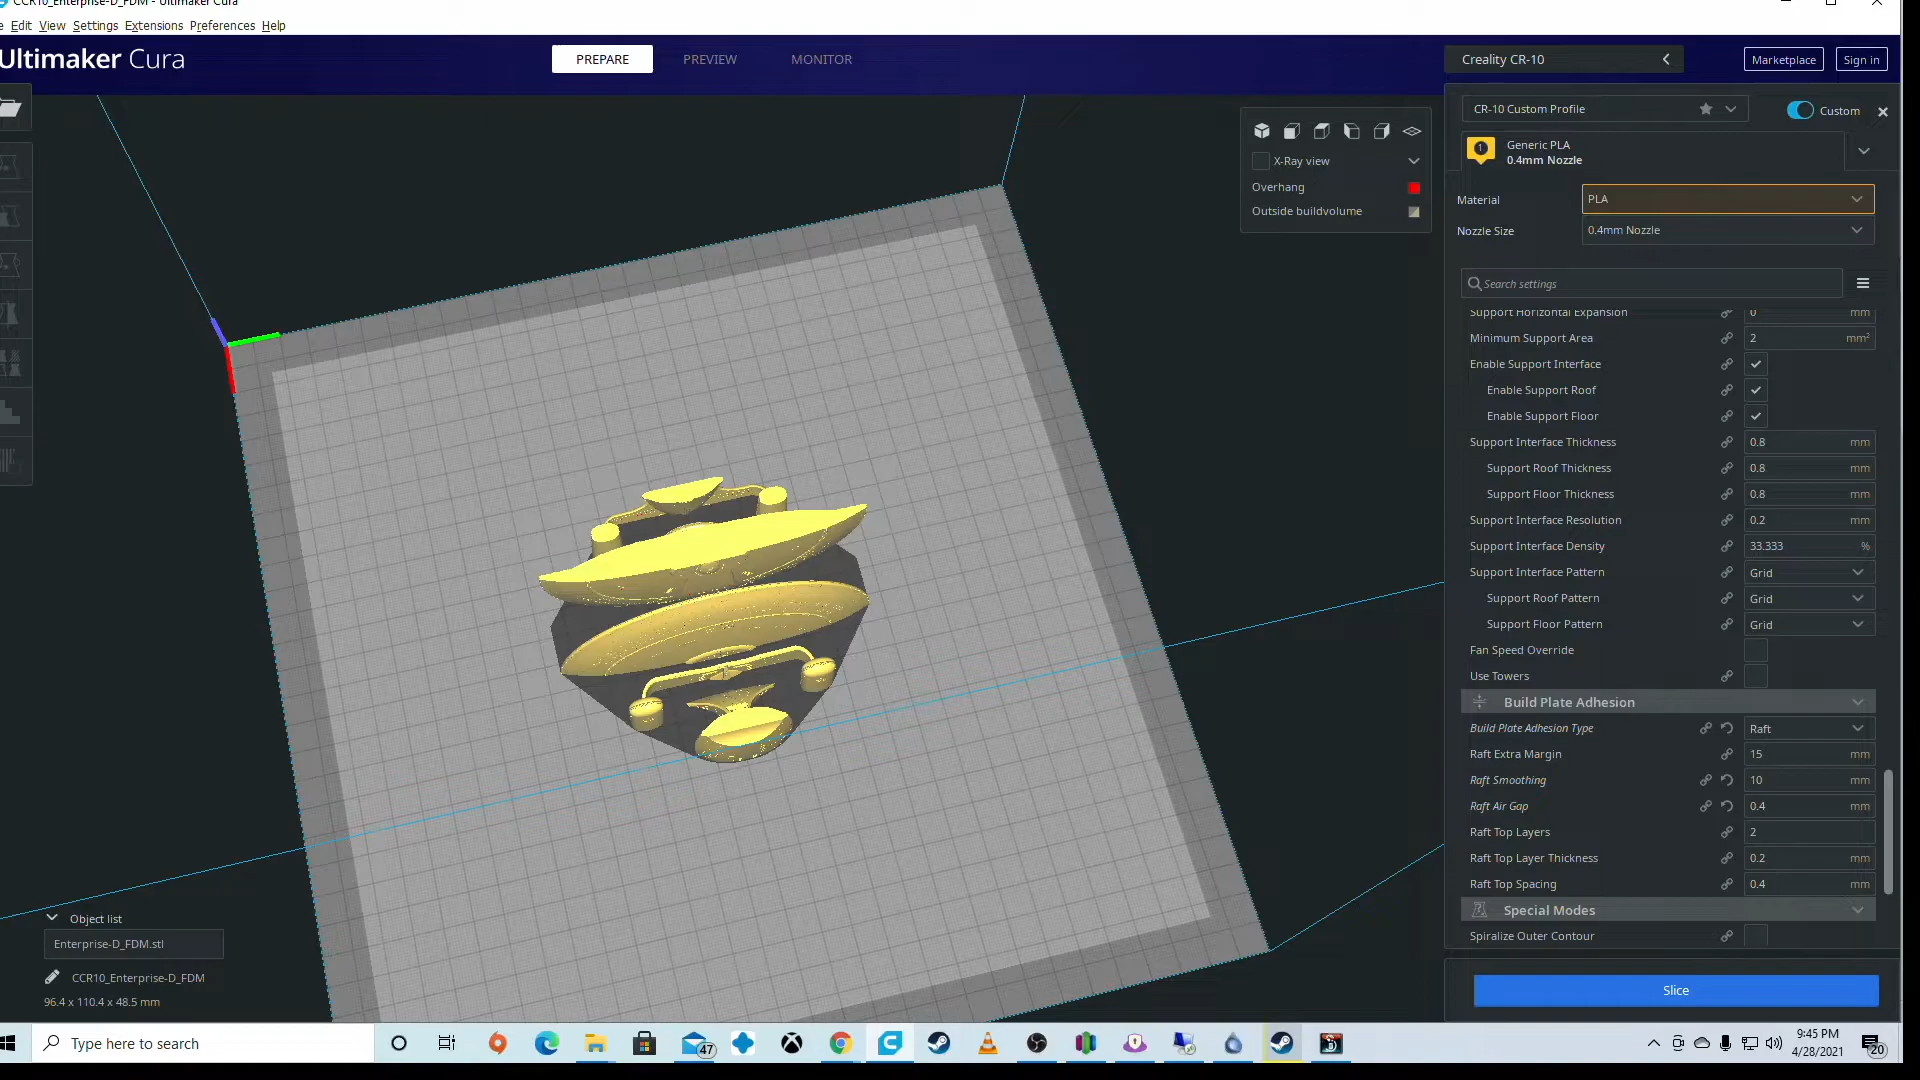 CCR10_Enterprise-D_FDM - Ultimaker Cura
e Edit View Settings Extensions Preferences Help
Ultimaker Cura
PREPARE
PREVIEW
MONITOR
Creality CR-10
Marketplace
Sign in
CR-10 Custom Profile
Custom
1
Generic PLA
0.4mm Nozzle
Material
PLA
Nozzle Size
0.4mm Nozzle
X-Ray view
Overhang
Outside buildvolume
Search settings
Support Horizontal Expansion 0 mm
Minimum Support Area 2 mm²
Enable Support Interface
Enable Support Roof
Enable Support Floor
Support Interface Thickness 0.8 mm
Support Roof Thickness 0.8 mm
Support Floor Thickness 0.8 mm
Support Interface Resolution 0.2 mm
Support Interface Density 33.333 %
Support Interface Pattern Grid
Support Roof Pattern Grid
Support Floor Pattern Grid
Fan Speed Override
Use Towers
Build Plate Adhesion
Build Plate Adhesion Type Raft
Raft Extra Margin 15 mm
Raft Smoothing 10 mm
Raft Air Gap 0.4 mm
Raft Top Layers 2
Raft Top Layer Thickness 0.2 mm
Raft Top Spacing 0.4 mm
Special Modes
Spiralize Outer Contour
Slice
Object list
Enterprise-D_FDM.stl
CCR10_Enterprise-D_FDM
96.4 x 110.4 x 48.5 mm
Type here to search
47
9:45 PM
4/28/2021
20